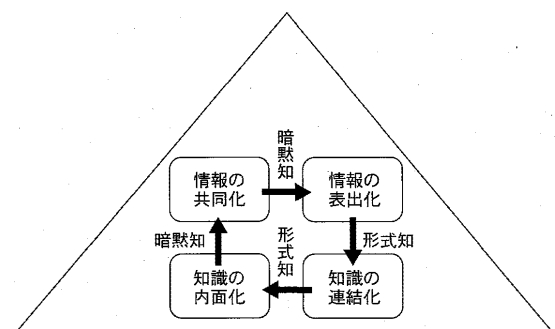 暗黙知
情報の
共同化
情報の
表出化
暗黙知
形式知
形式知
知識の
内面化
知識の
連結化